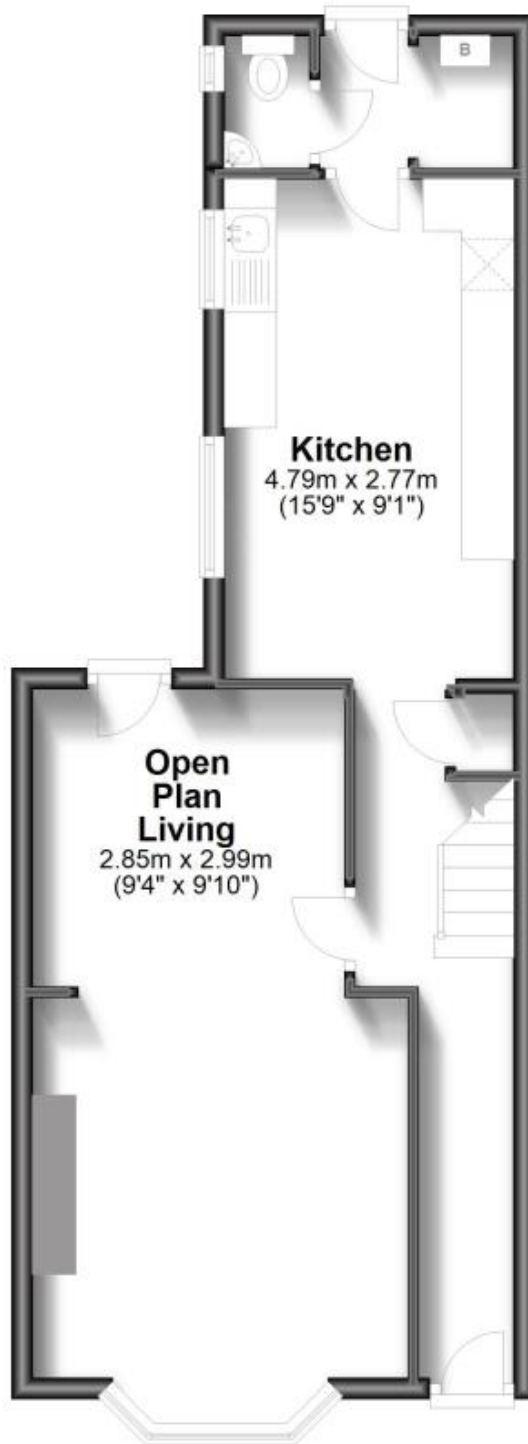 B
Kitchen
4.79m x 2.77m
(15'9" x 9'1")
Open
Plan
Living
2.85m x 2.99m
(9'4" x 9'10")